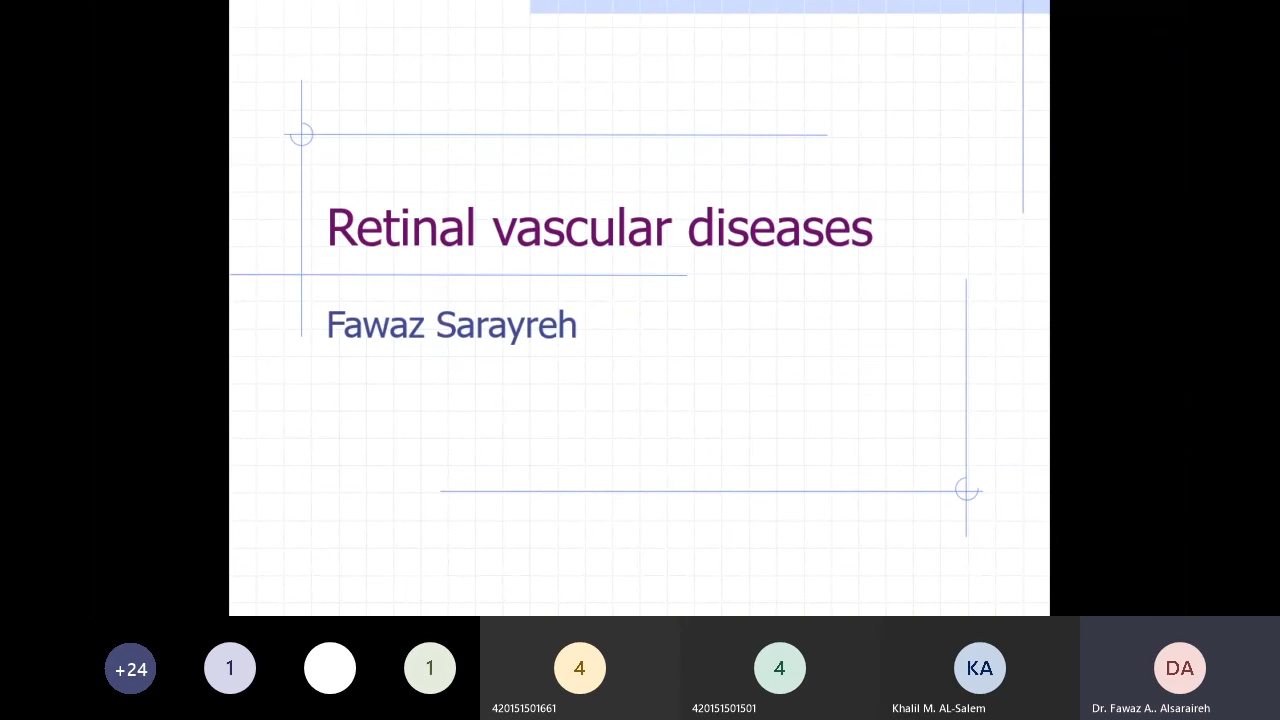 Retinal vascular diseases
Fawaz Sarayreh
+24
1
1
4
4
KA
DA
420151501661
420151501501
Khalil M. AL-Salem
Dr. Fawaz A.. Alsaraireh